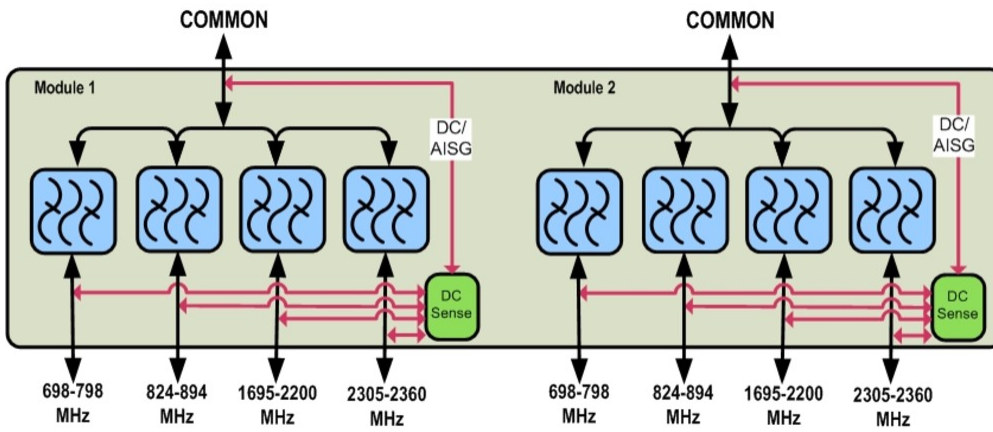 COMMON
COMMON
Module 1
Module 2
DC/
AISG
DC/
AISG
DC
Sense
DC
Sense
698-798
MHz
824-894
MHz
1695-2200
MHz
2305-2360
MHz
698-798
MHz
824-894
MHz
1695-2200
MHz
2305-2360
MHz